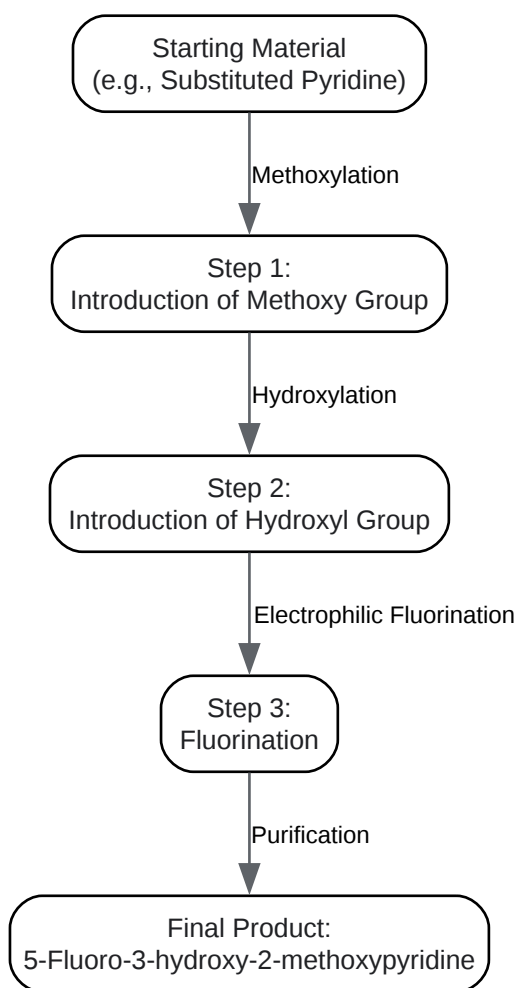 Starting Material
(e.g., Substituted Pyridine)
Methoxylation
Step 1:
Introduction of Methoxy Group
Hydroxylation
Step 2:
Introduction of Hydroxyl Group
Electrophilic Fluorination
Step 3:
Fluorination
Purification
Final Product:
5-Fluoro-3-hydroxy-2-methoxypyridine